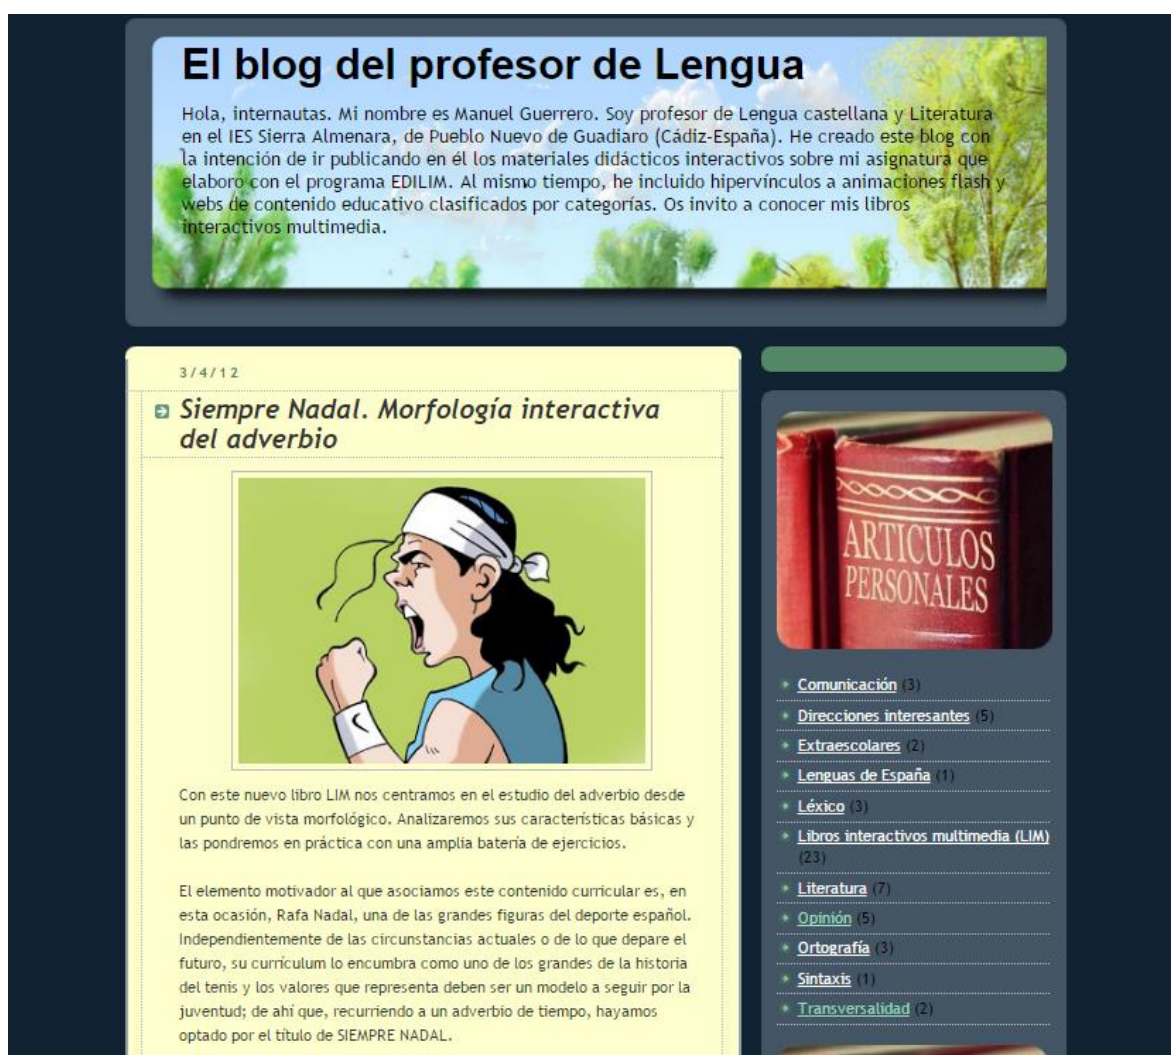 El blog del profesor de Lengua
Hola, internautas. Mi nombre es Manuel Guerrero. Soy profesor de Lengua castellana y Literatura
en el IES Sierra Almenara, de Pueblo Nuevo de Guadiaro (Cádiz-España). He creado este blog con
la intención de ir publicando en él los materiales didácticos interactivos sobre mi asignatura que
elaboro con el programa EDILIM. Al mismo tiempo, he incluido hipervínculos a animaciones flash y
webs de contenido educativo clasificados por categorías. Os invito a conocer mis libros
interactivos multimedia.
3/4/12
Siempre Nadal. Morfología interactiva
del adverbio
Con este nuevo libro LIM nos centramos en el estudio del adverbio desde
un punto de vista morfológico. Analizaremos sus características básicas y
las pondremos en práctica con una amplia batería de ejercicios.
El elemento motivador al que asociamos este contenido curricular es, en
esta ocasión, Rafa Nadal, una de las grandes figuras del deporte español.
Independientemente de las circunstancias actuales o de lo que depare el
futuro, su currículum lo encumbra como uno de los grandes de la historia
del tenis y los valores que representa deben ser un modelo a seguir por la
juventud; de ahí que, recurriendo a un adverbio de tiempo, hayamos
optado por el título de SIEMPRE NADAL.
ARTICULOS
PERSONALES
Comunicación (3)
Direcciones interesantes (5)
Extraescolares (2)
Lenguas de España (1)
Léxico (3)
Libros interactivos multimedia (LIM)
(23)
Literatura (7)
Opinión (5)
Ortografía (3)
Sintaxis (1)
Transversalidad (2)